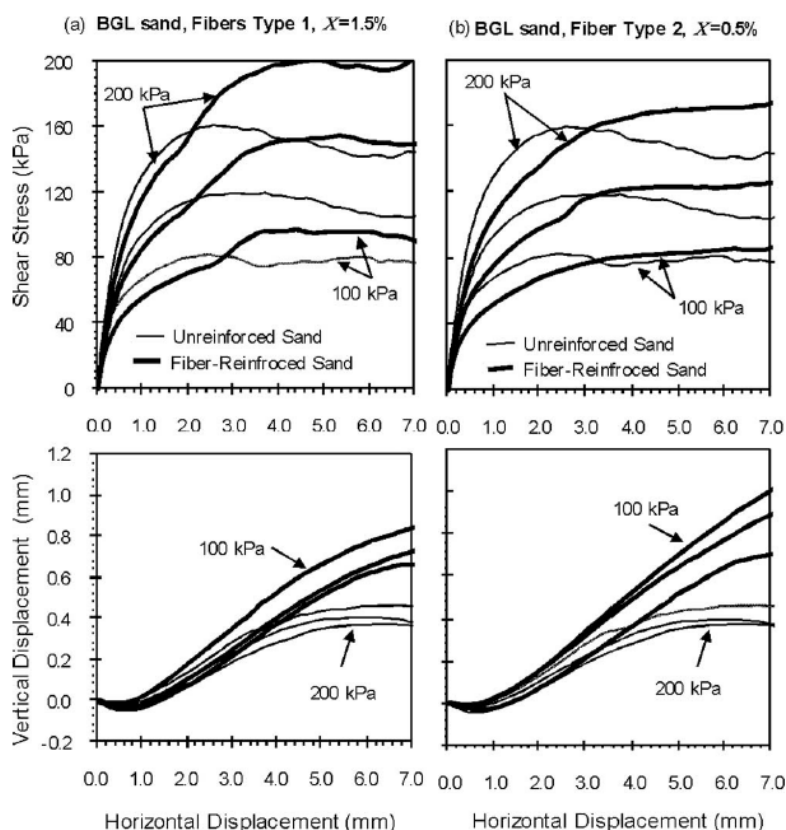 (a) BGL sand, Fibers Type 1, X=1.5%
(b) BGL sand, Fiber Type 2, X=0.5%
Shear Stress (kPa)
200
160
120
80
40
0
200 kPa
100 kPa
Unreinforced Sand
Fiber-Reinfroced Sand
0.0 1.0 2.0 3.0 4.0 5.0 6.0 7.0
200 kPa
100 kPa
Unreinforced Sand
Fiber-Reinfroced Sand
0.0 1.0 2.0 3.0 4.0 5.0 6.0 7.0
Vertical Displacement (mm)
1.2
1.0
0.8
0.6
0.4
0.2
0.0
-0.2
100 kPa
200 kPa
0.0 1.0 2.0 3.0 4.0 5.0 6.0 7.0
Horizontal Displacement (mm)
100 kPa
200 kPa
0.0 1.0 2.0 3.0 4.0 5.0 6.0 7.0
Horizontal Displacement (mm)